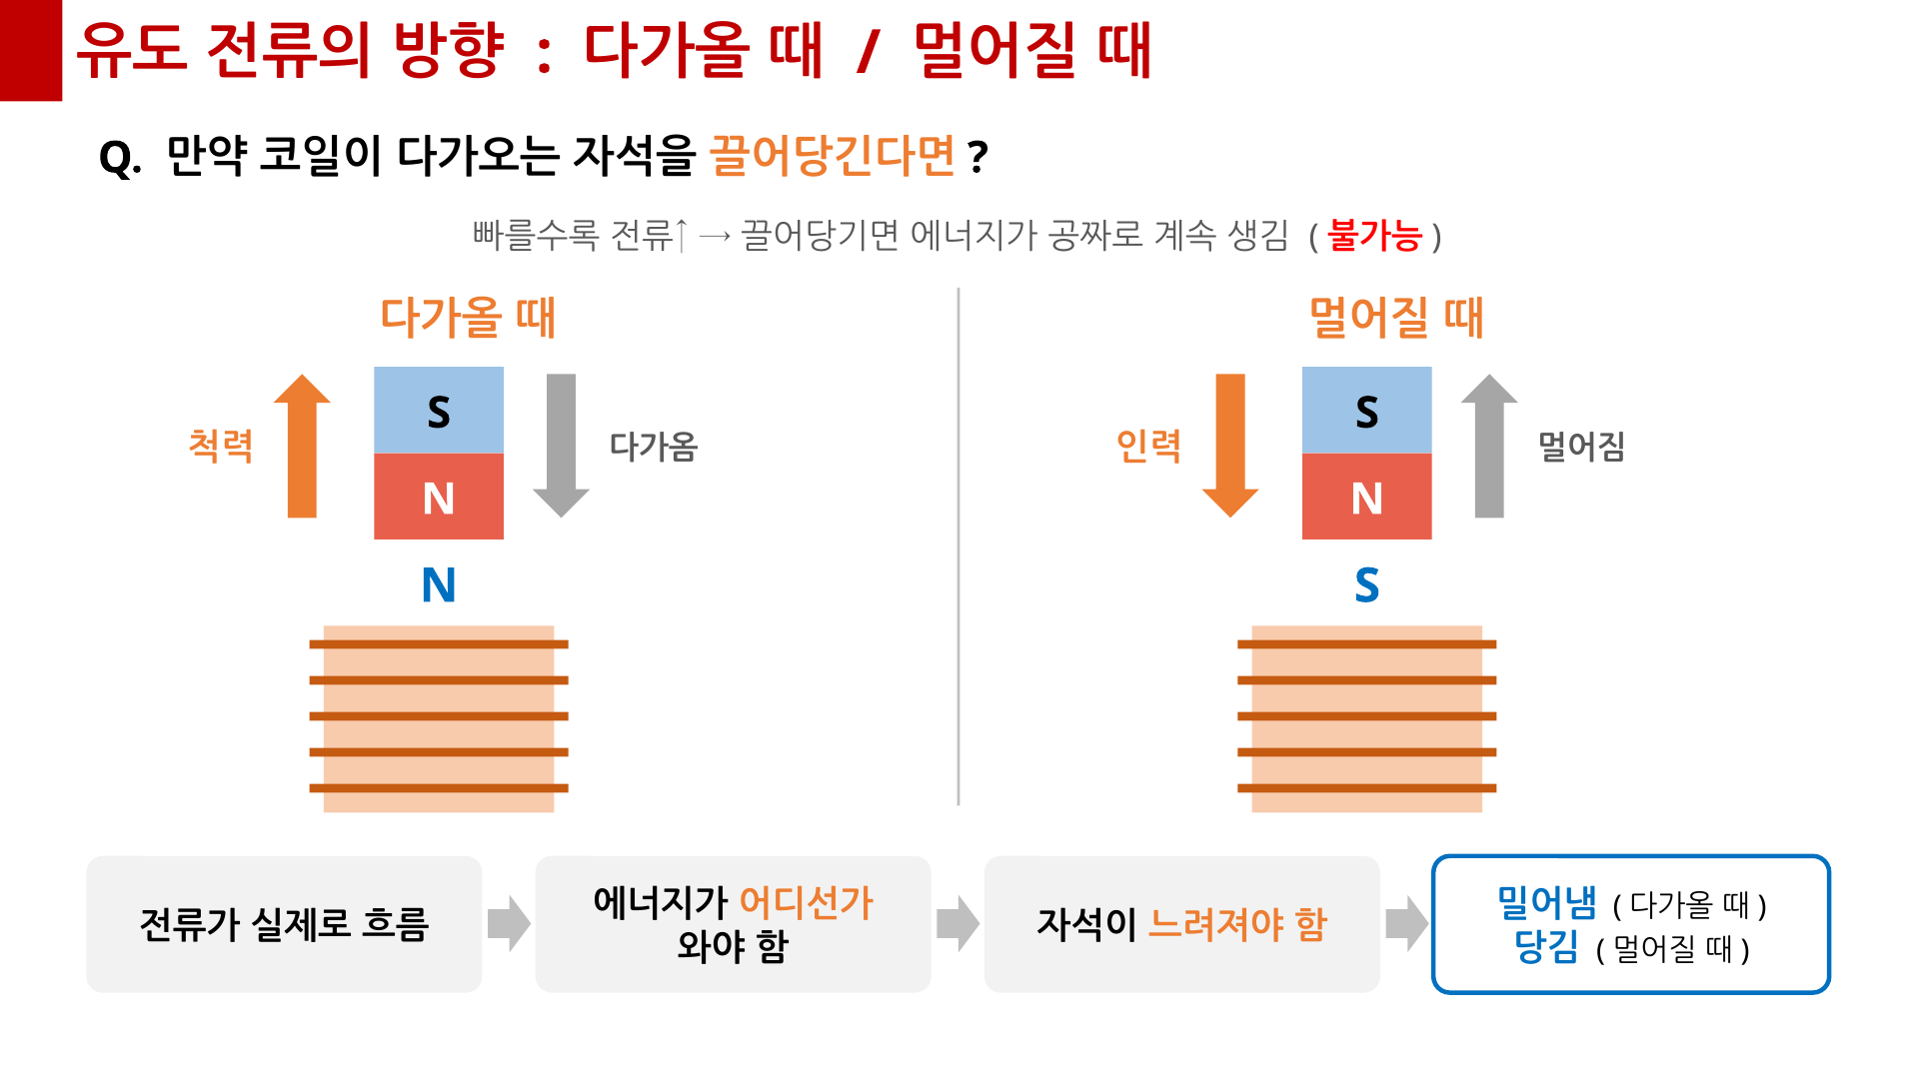 유도 전류의 방향 : 다가올 때 / 멀어질 때
Q. 만약 코일이 다가오는 자석을 끌어당긴다면 ?
빠를수록 전류↑ → 끌어당기면 에너지가 공짜로 계속 생김 ( 불가능 )
다가올 때
척력
S
N
다가옴
N
멀어질 때
인력
S
N
멀어짐
S
전류가 실제로 흐름
에너지가 어디선가
와야 함
자석이 느려져야 함
밀어냄 ( 다가올 때 )
당김 ( 멀어질 때 )